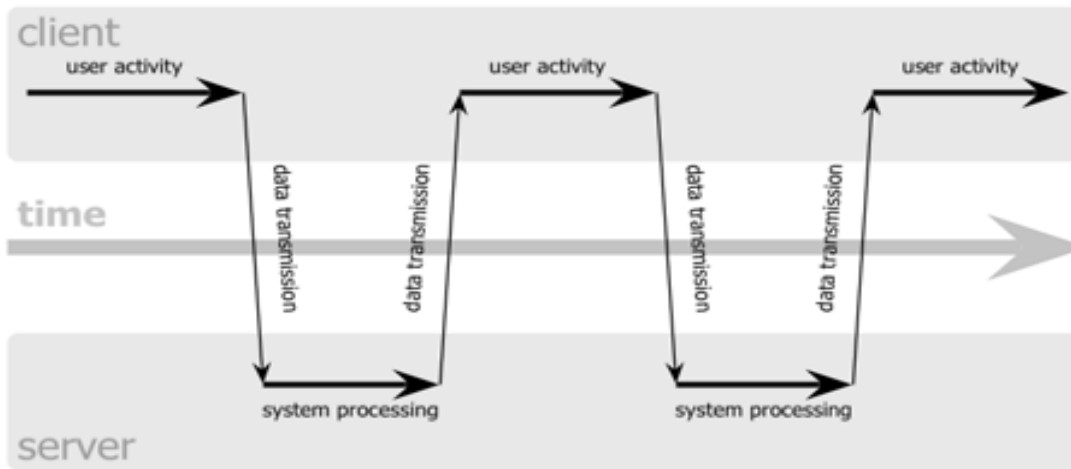 client
user activity
user activity
user activity
data transmission
data transmission
data transmission
data transmission
time
system processing
system processing
server